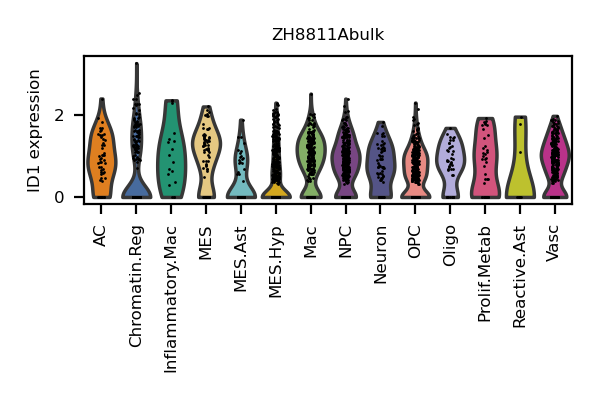 ZH8811Abulk
ID1 expression
2
0
AC
Chromatin.Reg
Inflammatory.Mac
MES
MES.Ast
MES.Hyp
Mac
NPC
Neuron
OPC
Oligo
Prolif.Metab
Reactive.Ast
Vasc